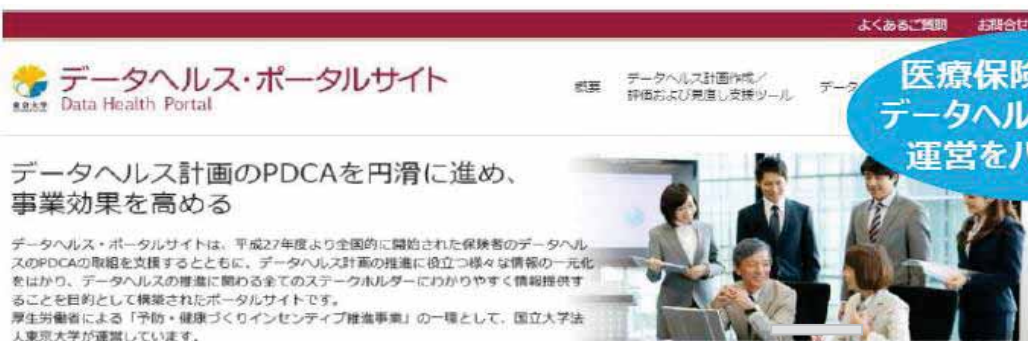 よくあるご質問 お問合せ
データヘルス・ポータルサイト
東京大学 Data Health Portal
概要
データヘルス計画作成／
評価および見直し支援ツール
データ
医療保険
データヘル
運営をバ
データヘルス計画のPDCAを円滑に進め、
事業効果を高める
データヘルス・ポータルサイトは、平成27年度より全国的に開始された保険者のデータヘル
スのPDCAの取組を支援するとともに、データヘルス計画の推進に役立つ様々な情報の一元化
をはかり、データヘルスの推進に関わる全てのステークホルダーにわかりやすく情報提供す
ることを目的として構築されたポータルサイトです。
厚生労働省による「予防・健康づくりインセンティブ推進事業」の一環として、国立大学法
人東京大学が運営しています。